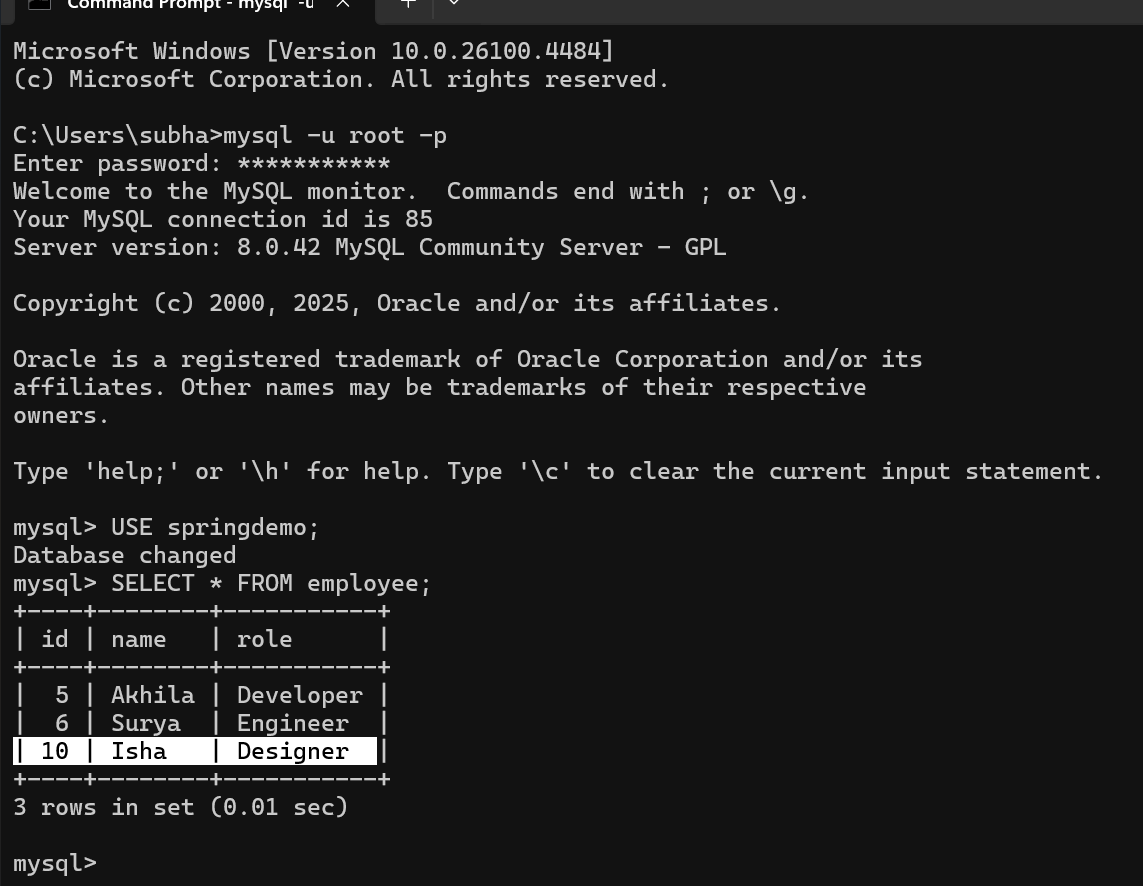 Command Prompt - mysql -u
Microsoft Windows [Version 10.0.26100.4484]
(c) Microsoft Corporation. All rights reserved.
C:\Users\subha>mysql -u root -p
Enter password: ***********
Welcome to the MySQL monitor.  Commands end with ; or \g.
Your MySQL connection id is 85
Server version: 8.0.42 MySQL Community Server - GPL
Copyright (c) 2000, 2025, Oracle and/or its affiliates.
Oracle is a registered trademark of Oracle Corporation and/or its
affiliates. Other names may be trademarks of their respective
owners.
Type 'help;' or '\h' for help. Type '\c' to clear the current input statement.
mysql> USE springdemo;
Database changed
mysql> SELECT * FROM employee;
+----+--------+-----------+
| id | name   | role      |
+----+--------+-----------+
|  5 | Akhila | Developer |
|  6 | Surya  | Engineer  |
| 10 | Isha   | Designer  |
+----+--------+-----------+
3 rows in set (0.01 sec)
mysql>